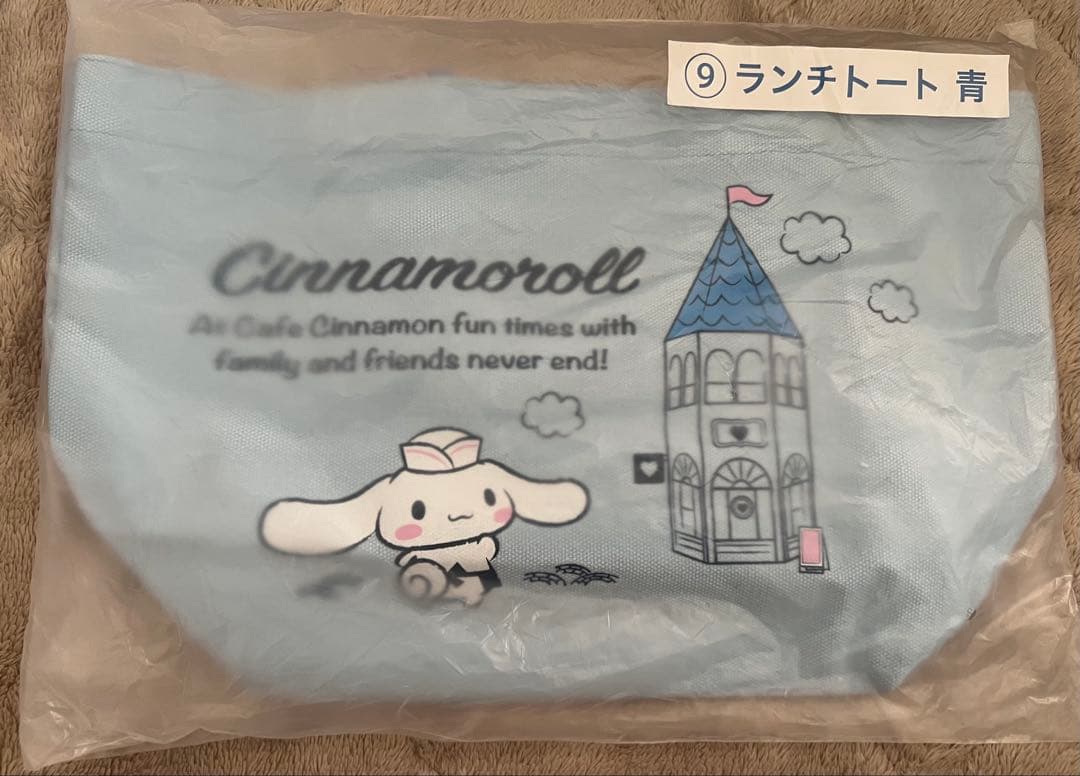 ⑨ランチトート 青
Cinnamoroll
At Cafe Cinnamon fun times with
family and friends never end!